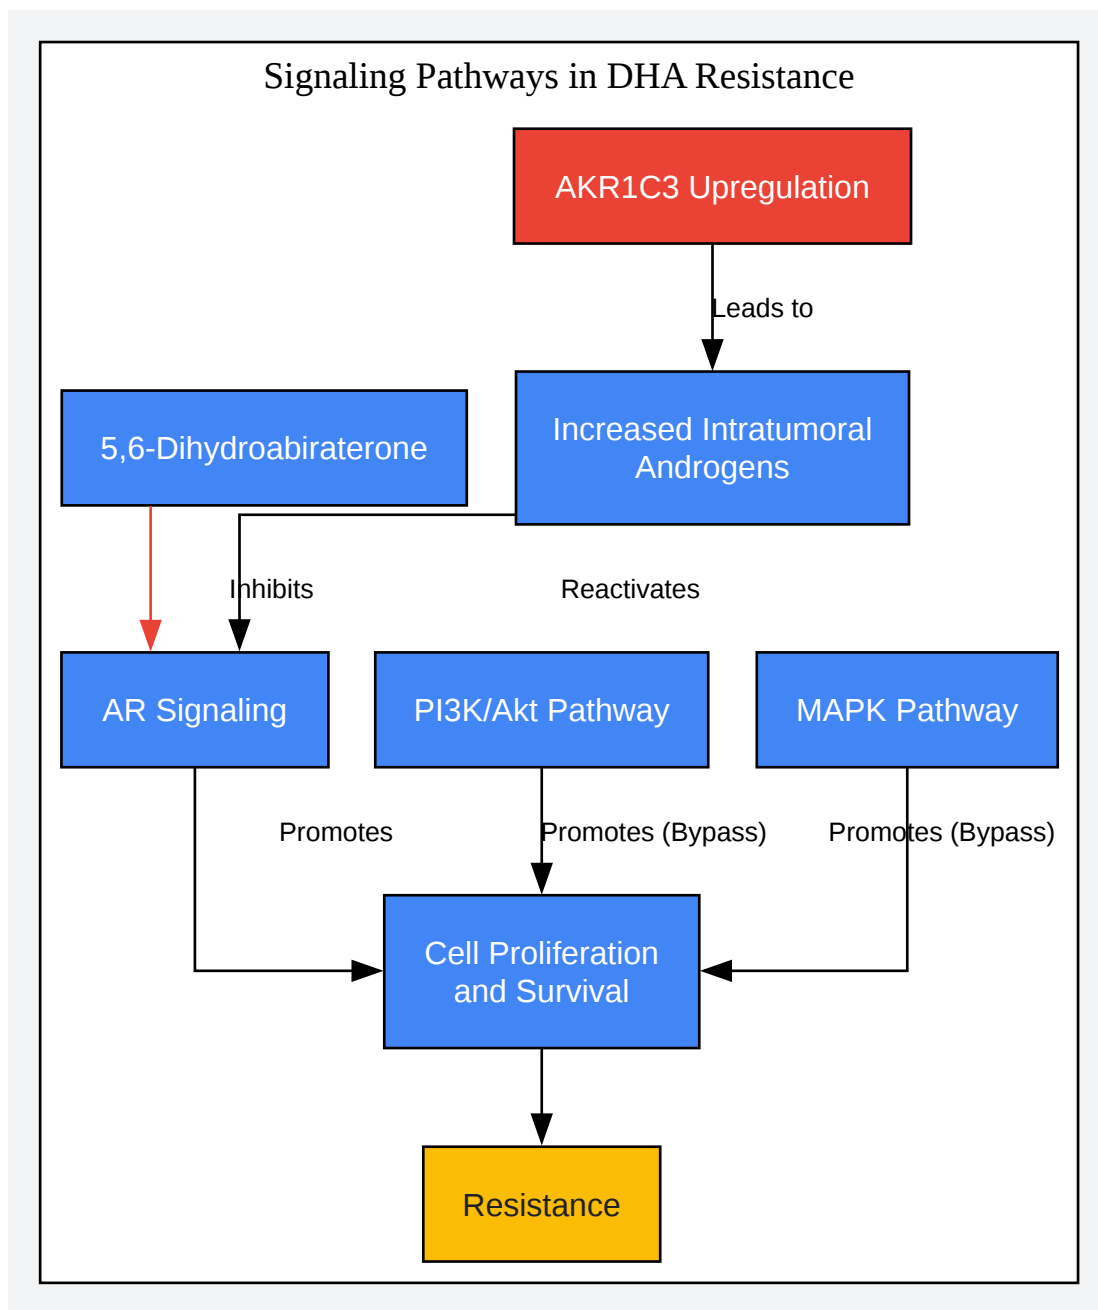 Signaling Pathways in DHA Resistance
AKR1C3 Upregulation
Leads to
5,6-Dihydroabiraterone
Increased Intratumoral
Androgens
Inhibits
Reactivates
AR Signaling
PI3K/Akt Pathway
MAPK Pathway
Promotes
Promotes (Bypass)
Promotes (Bypass)
Cell Proliferation
and Survival
Resistance